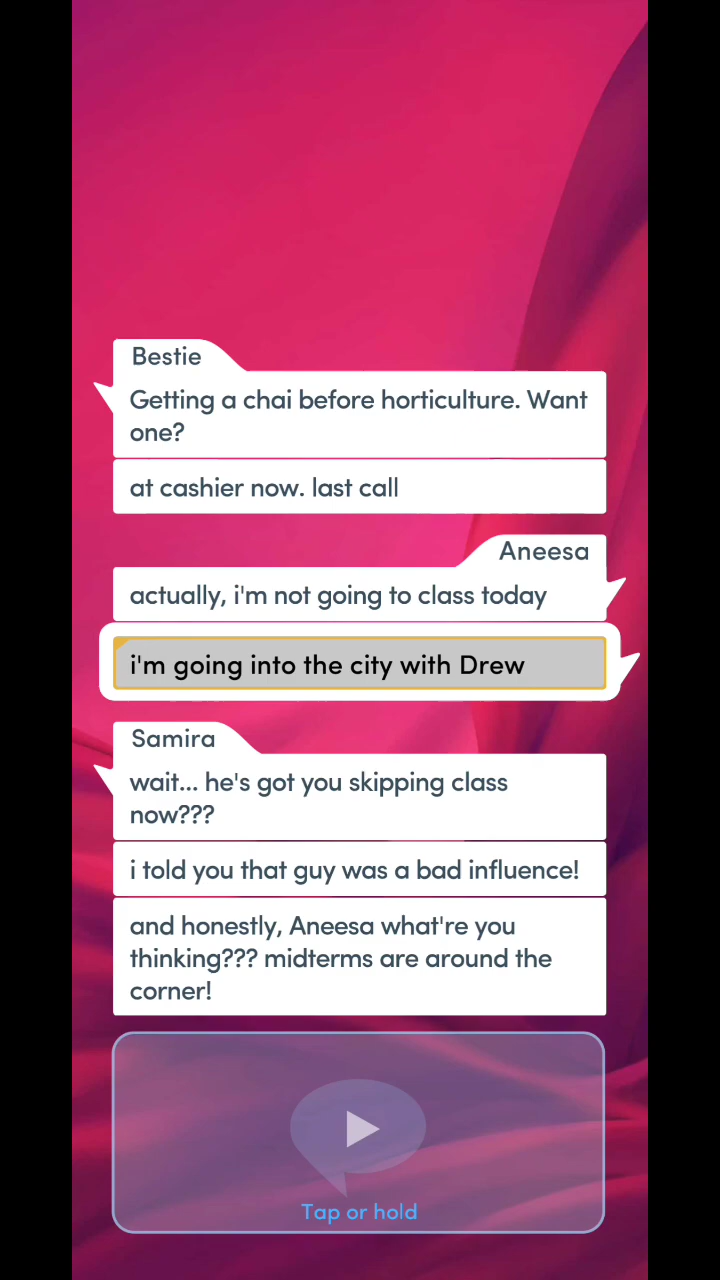 Bestie
Getting a chai before horticulture. Want
one?
at cashier now. last call
Aneesa
actually, i'm not going to class today
i'm going into the city with Drew
Samira
wait... he's got you skipping class
now???
i told you that guy was a bad influence!
and honestly, Aneesa what're you
thinking??? midterms are around the
corner!
Tap or hold